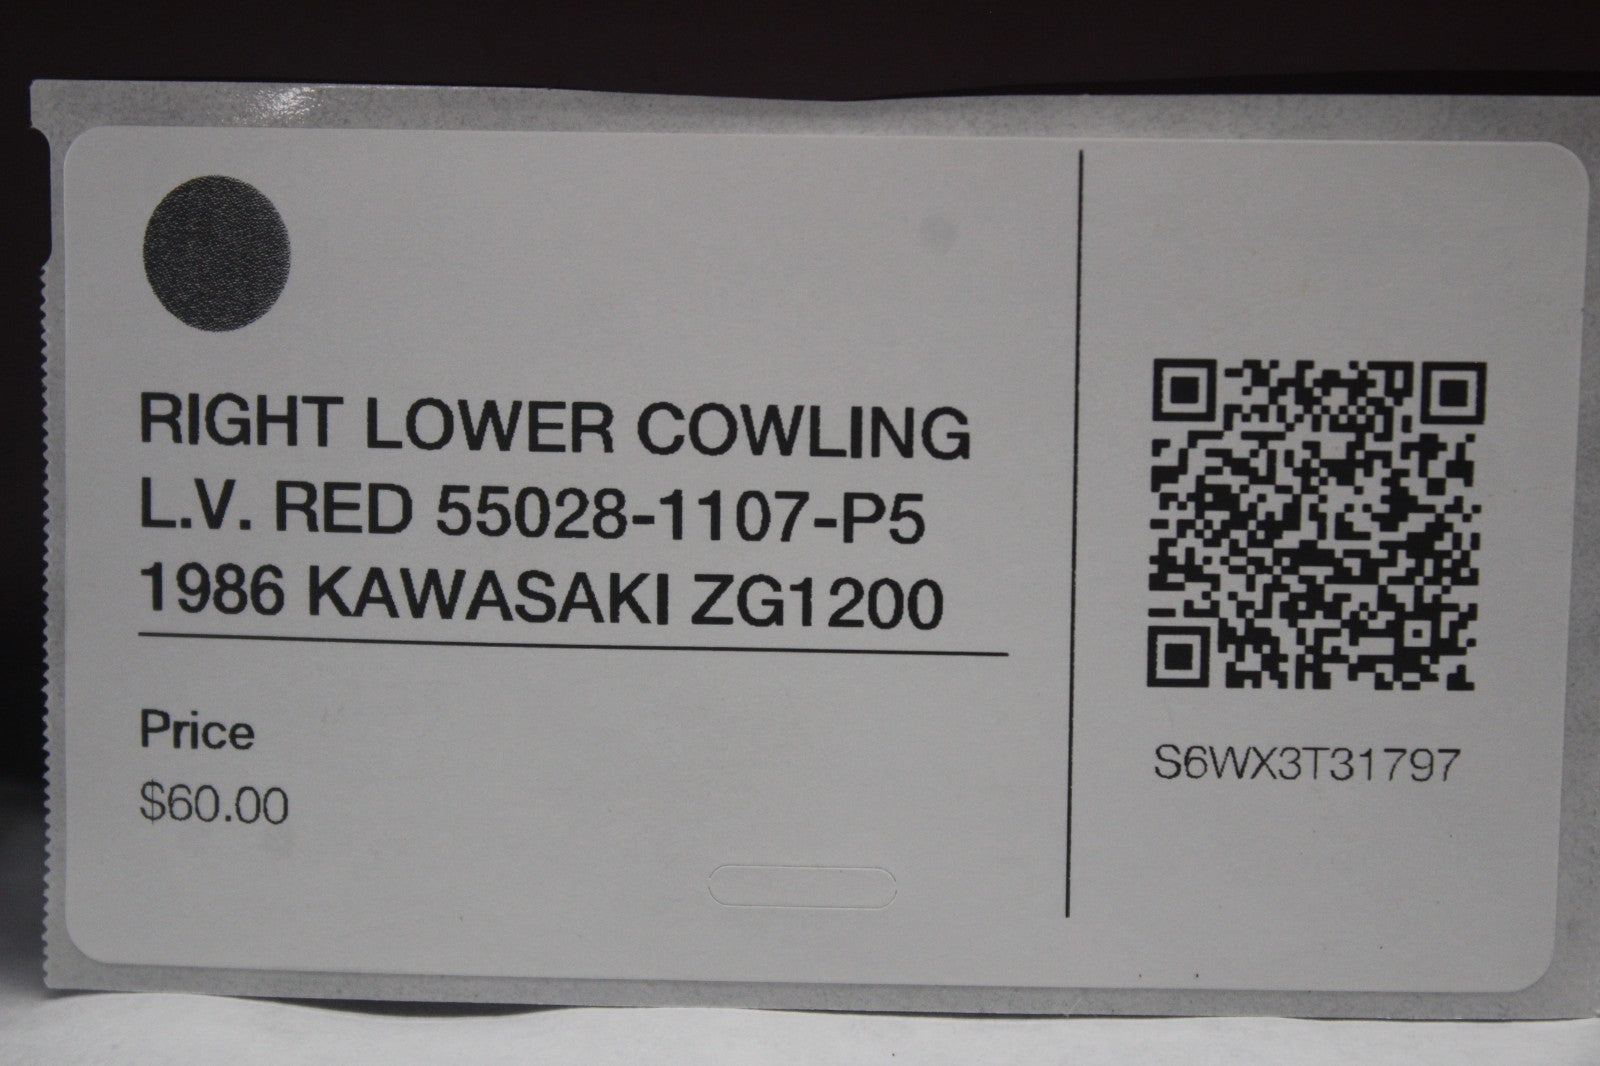 RIGHT LOWER COWLING
L.V. RED 55028-1107-P5
1986 KAWASAKI ZG1200
Price
$60.00
S6WX3T31797